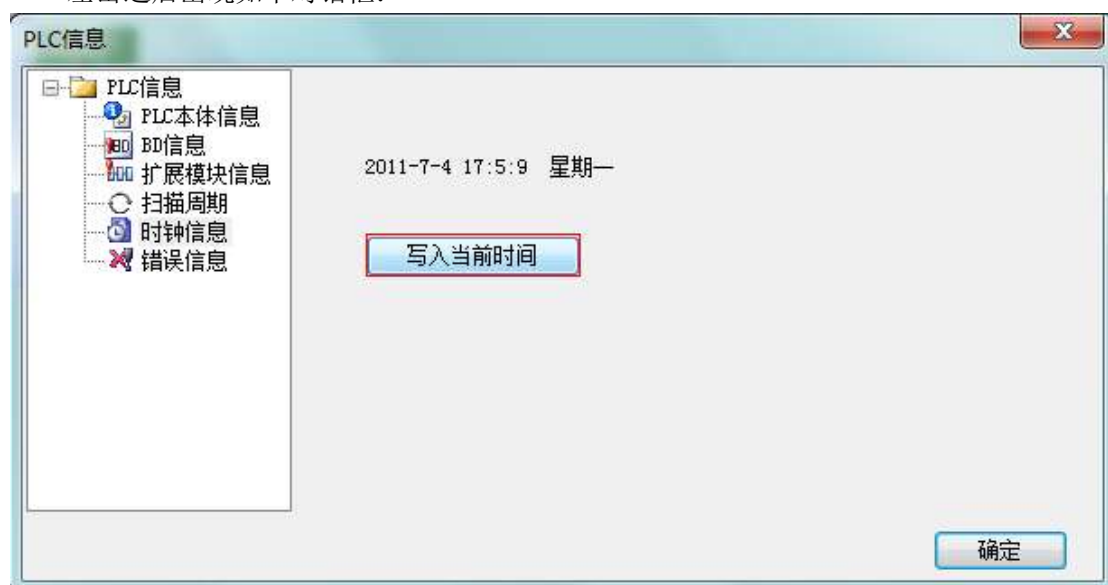 PLC信息
PLC信息
PLC本体信息
BD信息
扩展模块信息
扫描周期
时钟信息
错误信息
2011-7-4 17:5:9 星期一
写入当前时间
确定